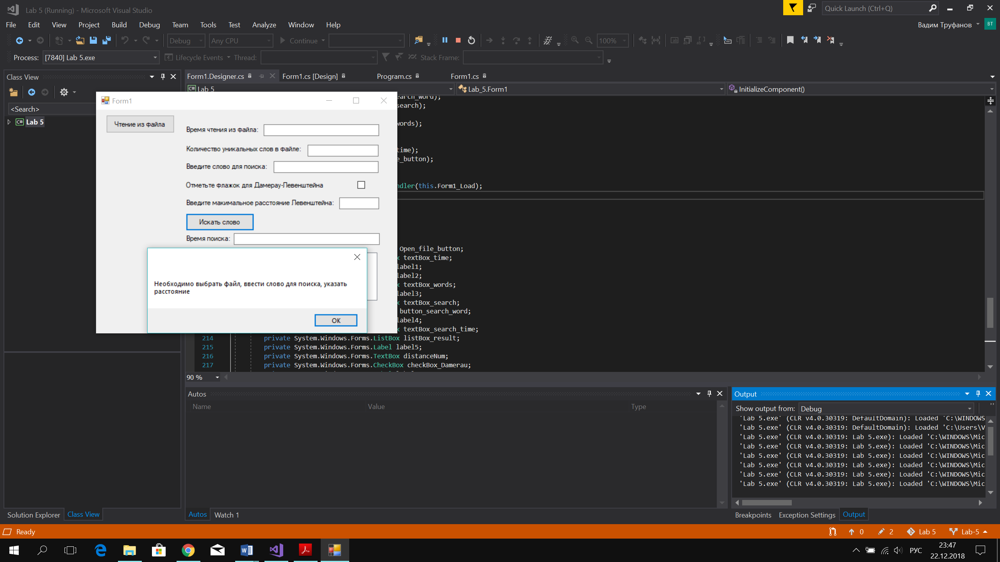 Lab 5 (Running) - Microsoft Visual Studio
Quick Launch (Ctrl+Q)
File Edit View Project Build Debug Team Tools Test Analyze Window Help
Вадим Труфанов
BT
Debug Any CPU Continue 100%
Process: [7840] Lab 5.exe Lifecycle Events Thread: Stack Frame:
Class View
Form1.Designer.cs Form1.cs [Design] Program.cs Form1.cs
C# Lab 5 Lab_5.Form1 InitializeComponent()
<Search>
C# Lab 5
Form1
Чтение из файла
Время чтения из файла:
Количество уникальных слов в файле:
Введите слово для поиска:
Отметьте флажок для Дамерау-Левенштейна
Введите макимальное расстояние Левенштейна:
Искать слово
Время поиска:
Необходимо выбрать файл, ввести слово для поиска, указать
расстояние
OK
earch_word);
search);
words);
time);
e_button);
ndler(this.Form1_Load);
Open_file_button;
x textBox_time;
label1;
label2;
x textBox_words;
label3;
x textBox_search;
button_search_word;
label4;
x textBox_search_time;
214 private System.Windows.Forms.ListBox listBox_result;
215 private System.Windows.Forms.Label label5;
216 private System.Windows.Forms.TextBox distanceNum;
217 private System.Windows.Forms.CheckBox checkBox_Damerau;
90 %
Autos
Name Value Type
Output
Show output from: Debug
'Lab 5.exe' (CLR v4.0.30319: DefaultDomain): Loaded 'C:\WINDOWS
'Lab 5.exe' (CLR v4.0.30319: DefaultDomain): Loaded 'C:\Users\V
'Lab 5.exe' (CLR v4.0.30319: Lab 5.exe): Loaded 'C:\WINDOWS\Mic
'Lab 5.exe' (CLR v4.0.30319: Lab 5.exe): Loaded 'C:\WINDOWS\Mic
'Lab 5.exe' (CLR v4.0.30319: Lab 5.exe): Loaded 'C:\WINDOWS\Mic
'Lab 5.exe' (CLR v4.0.30319: Lab 5.exe): Loaded 'C:\WINDOWS\Mic
'Lab 5.exe' (CLR v4.0.30319: Lab 5.exe): Loaded 'C:\WINDOWS\Mic
'Lab 5.exe' (CLR v4.0.30319: Lab 5.exe): Loaded 'C:\WINDOWS\Mic
Solution Explorer Class View
Autos Watch 1
Breakpoints Exception Settings Output
Ready
0 2 Lab 5 Lab-5
РУС
23:47
22.12.2018